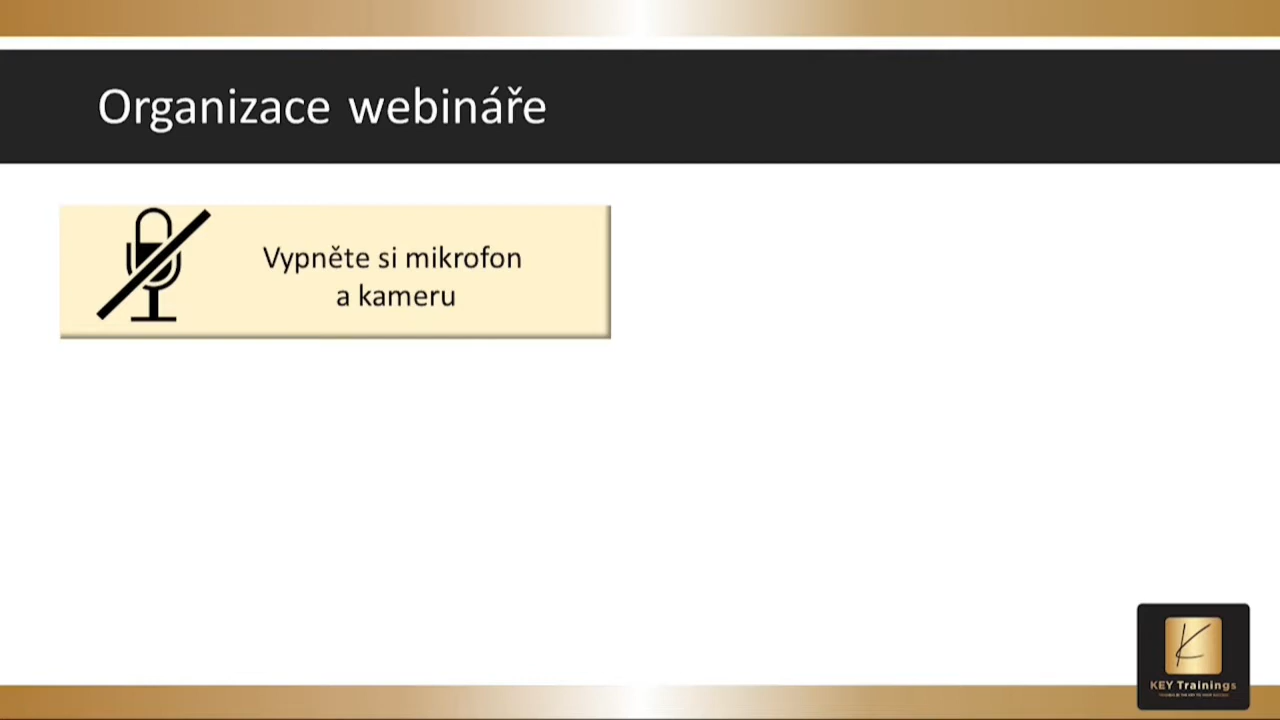 Organizace webináře
Vypněte si mikrofon
a kameru
KEY Trainings